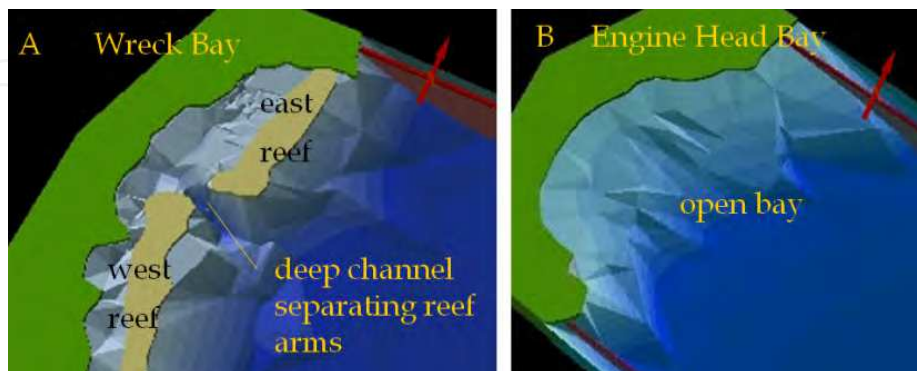 A Wreck Bay
east
reef
west
reef
deep channel
separating reef
arms
B Engine Head Bay
open bay